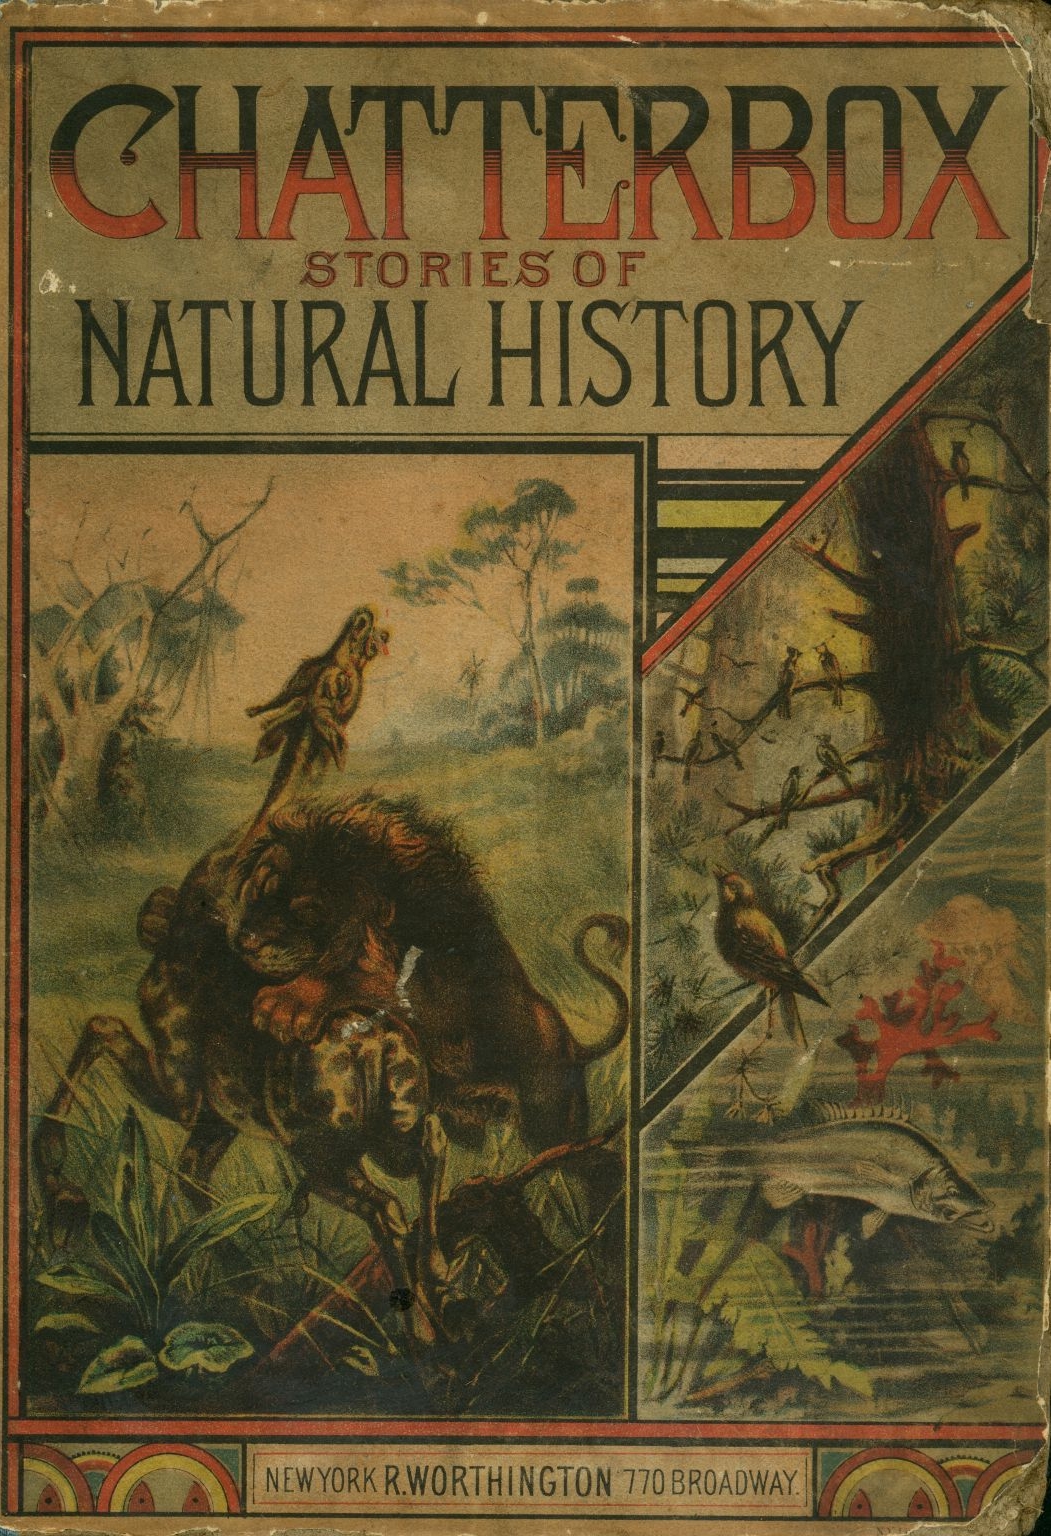 CHATTERBOX
STORIES OF
NATURAL HISTORY
NEW YORK R. WORTHINGTON 770 BROADWAY.